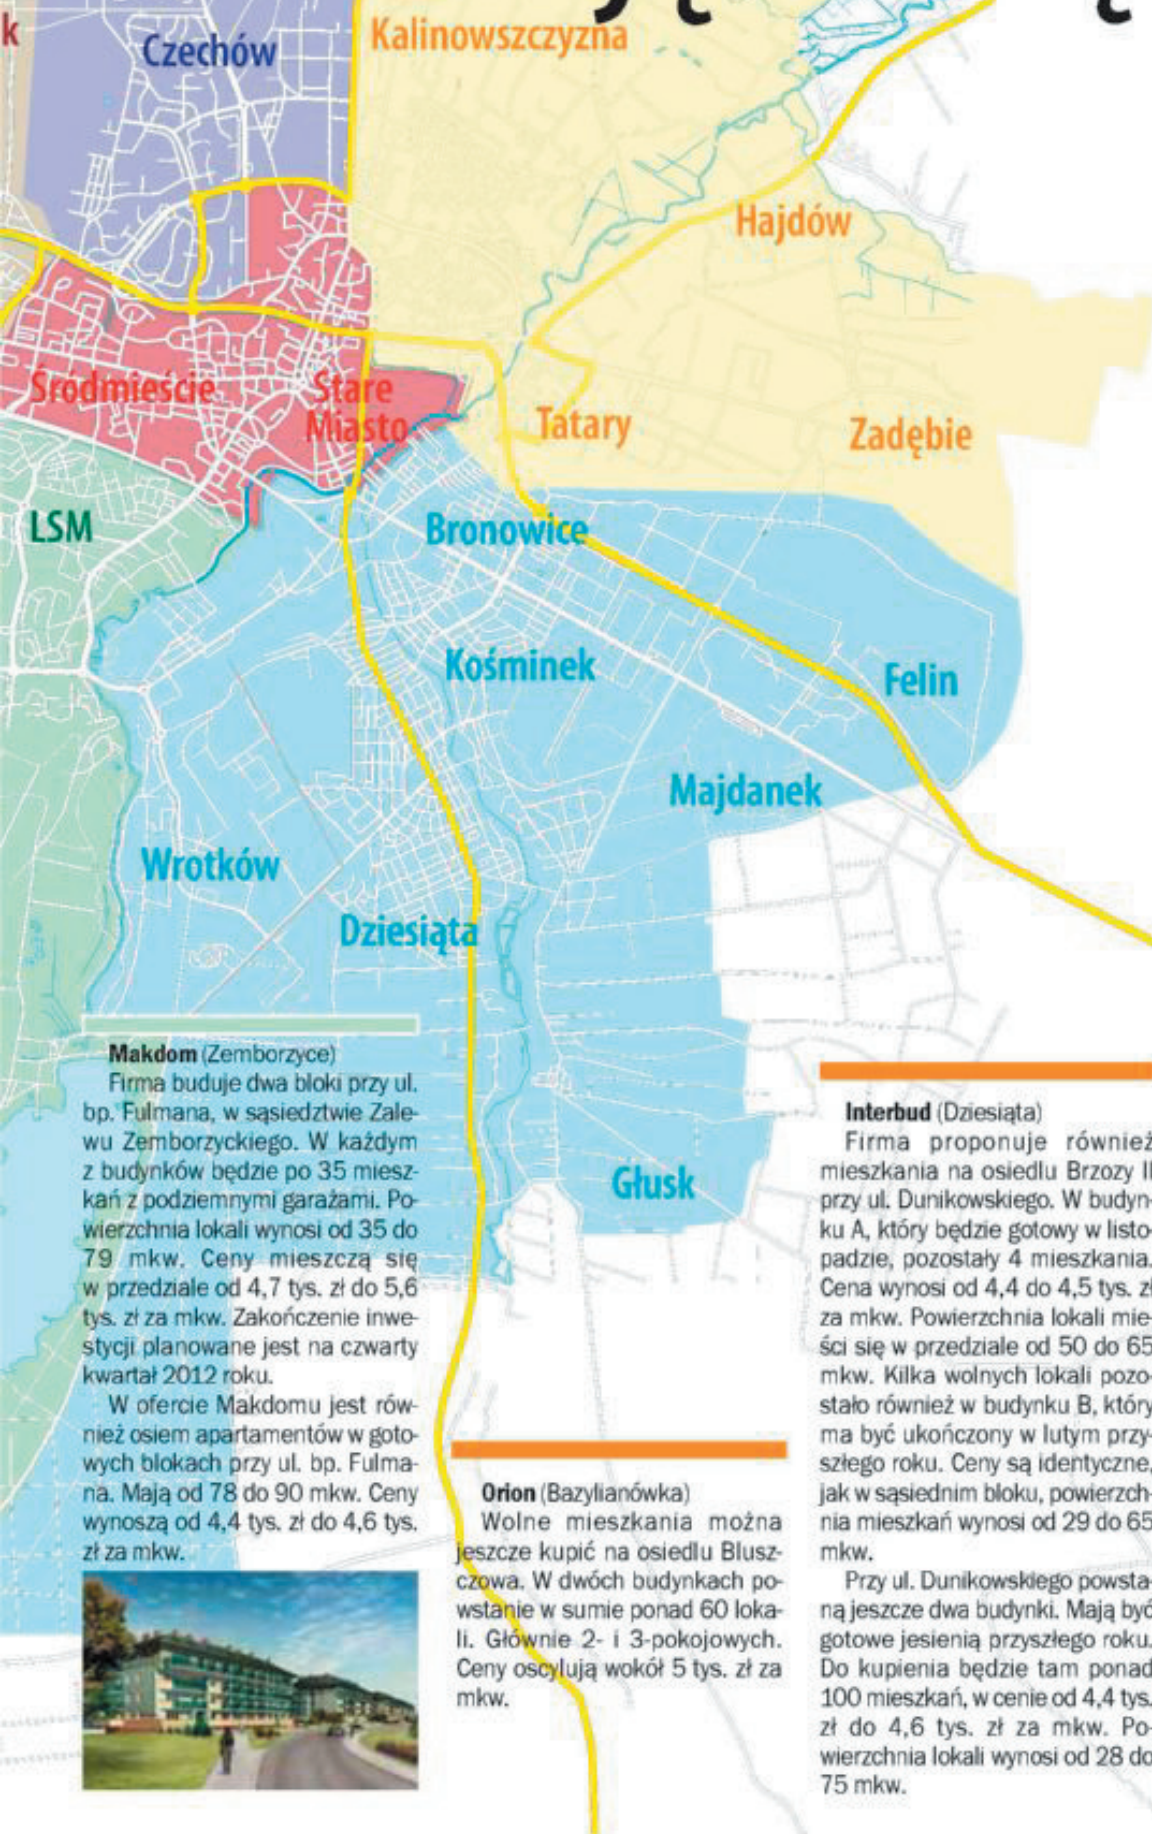 k
Czechów
Kalinowszczyzna
Hajdów
Śródmieście
Stare
Miasto
Tatary
Zadębie
LSM
Bronowice
Kośminek
Felin
Majdanek
Wrotków
Dziesiąta
Głusk
Makdom (Zemborzyce)
Firma buduje dwa bloki przy ul.
bp. Fulmana, w sąsiedztwie Zale-
wu Zemborzyckiego. W każdym
z budynków będzie po 35 miesz-
kań z podziemnymi garażami. Po-
wierzchnia lokali wynosi od 35 do
79 mkw. Ceny mieszczą się
w przedziale od 4,7 tys. zł do 5,6
tys. zł za mkw. Zakończenie inwe-
stycji planowane jest na czwarty
kwartał 2012 roku.
W ofercie Makdomu jest rów-
nież osiem apartamentów w goto-
wych blokach przy ul. bp. Fulma-
na. Mają od 78 do 90 mkw. Ceny
wynoszą od 4,4 tys. zł do 4,6 tys.
zł za mkw.
Orion (Bazylianówka)
Wolne mieszkania można
jeszcze kupić na osiedlu Blusz-
czowa. W dwóch budynkach po-
wstanie w sumie ponad 60 loka-
li. Głównie 2- i 3-pokojowych.
Ceny oscylują wokół 5 tys. zł za
mkw.
Interbud (Dziesiąta)
Firma proponuje również
mieszkania na osiedlu Brzozy II
przy ul. Dunikowskiego. W budyn-
ku A, który będzie gotowy w listo-
padzie, pozostały 4 mieszkania.
Cena wynosi od 4,4 do 4,5 tys. zł
za mkw. Powierzchnia lokali mie-
ści się w przedziale od 50 do 65
mkw. Kilka wolnych lokali pozo-
stało również w budynku B, który
ma być ukończony w lutym przy-
szłego roku. Ceny są identyczne,
jak w sąsiednim bloku, powierzch-
nia mieszkań wynosi od 29 do 65
mkw.
Przy ul. Dunikowskiego powsta-
ną jeszcze dwa budynki. Mają być
gotowe jesienią przyszłego roku.
Do kupienia będzie tam ponad
100 mieszkań, w cenie od 4,4 tys.
zł do 4,6 tys. zł za mkw. Po-
wierzchnia lokali wynosi od 28 do
75 mkw.